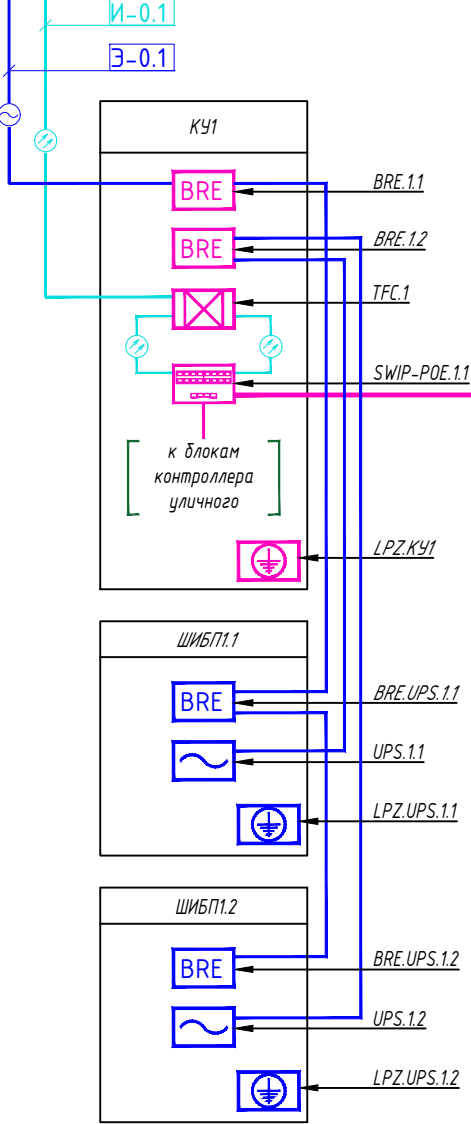 И-0.1
Э-0.1
КУ1
BRE
BRE.1.1
BRE
BRE.1.2
TFC.1
SWIP-POE.1.1
к блокам
контроллера
уличного
LPZ.КУ1
ШИБП1.1
BRE
BRE.UPS.1.1
UPS.1.1
LPZ.UPS.1.1
ШИБП1.2
BRE
BRE.UPS.1.2
UPS.1.2
LPZ.UPS.1.2